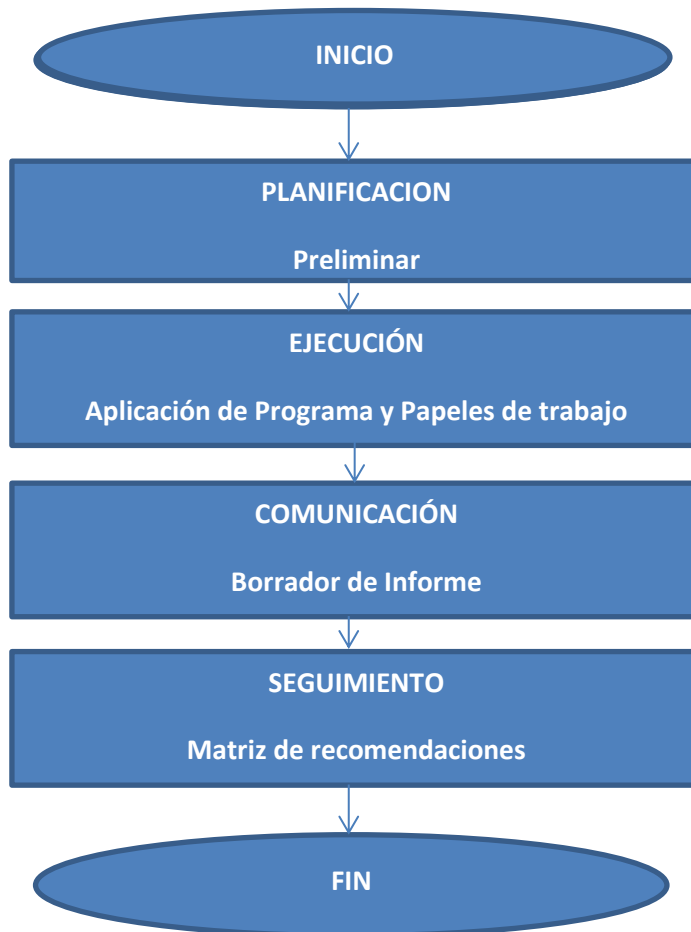 INICIO
PLANIFICACION
Preliminar
EJECUCIÓN
Aplicación de Programa y Papeles de trabajo
COMUNICACIÓN
Borrador de Informe
SEGUIMIENTO
Matriz de recomendaciones
FIN